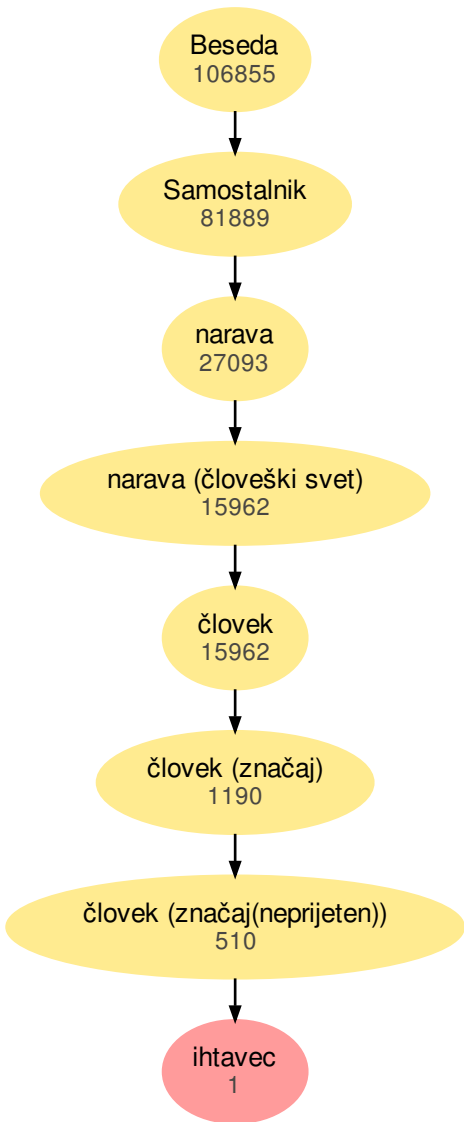 Beseda
106855
Samostalnik
81889
narava
27093
narava (človeški svet)
15962
človek
15962
človek (značaj)
1190
človek (značaj(neprijeten))
510
ihtavec
1